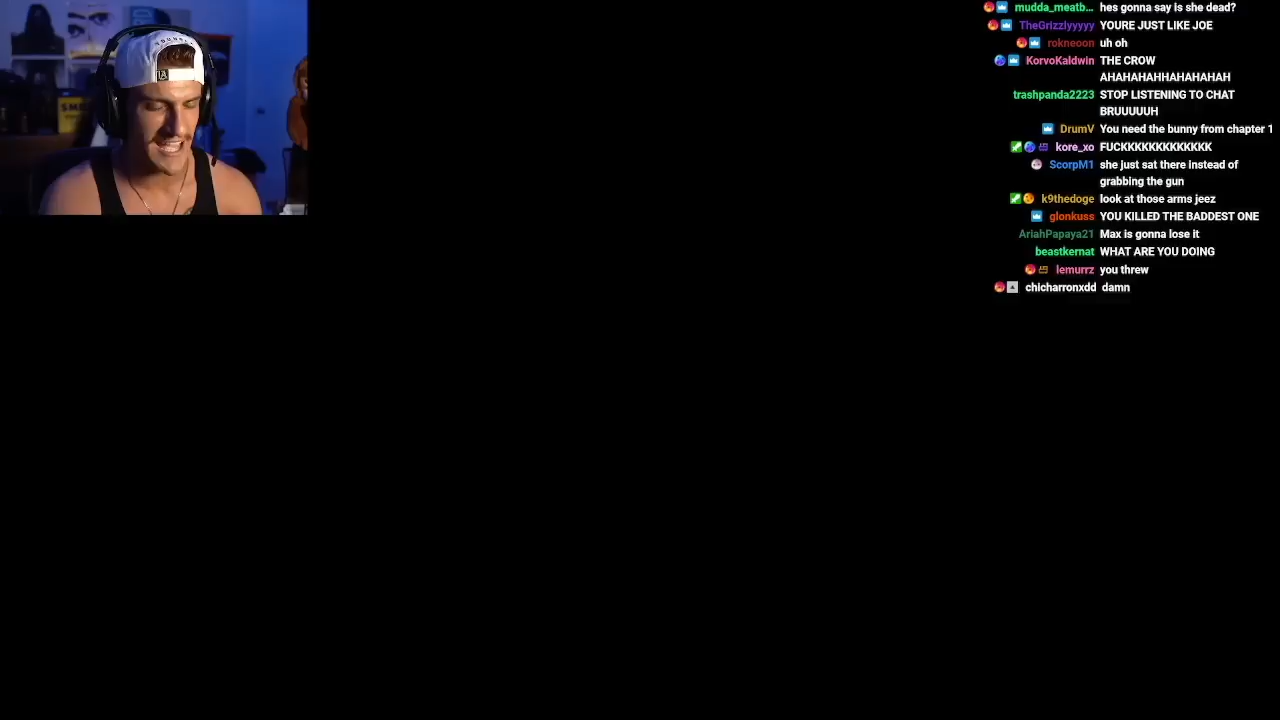 mudda_meatb... hes gonna say is she dead?
TheGrizzlyyyyy YOURE JUST LIKE JOE
rokneoon uh oh
KorvoKaldwin THE CROW
AHAHAHAHHAHAHAHAH
trashpanda2223 STOP LISTENING TO CHAT
BRUUUUUH
DrumV You need the bunny from chapter 1
kore_xo FUCKKKKKKKKKKKKK
ScorpM1 she just sat there instead of
grabbing the gun
k9thedoge look at those arms jeez
glonkuss YOU KILLED THE BADDEST ONE
AriahPapaya21 Max is gonna lose it
beastkernat WHAT ARE YOU DOING
lemurrz you threw
chicharronxdd damn